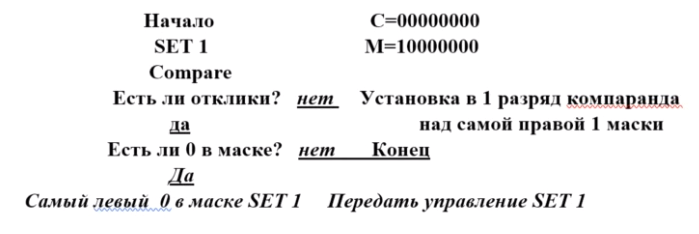 Начало C=00000000
SET 1 M=10000000
Compare
Есть ли отклики? нет Установка в 1 разряд компаранда
да над самой правой 1 маски
Есть ли 0 в маске? нет Конец
Да
Самый левый 0 в маске SET 1 Передать управление SET 1